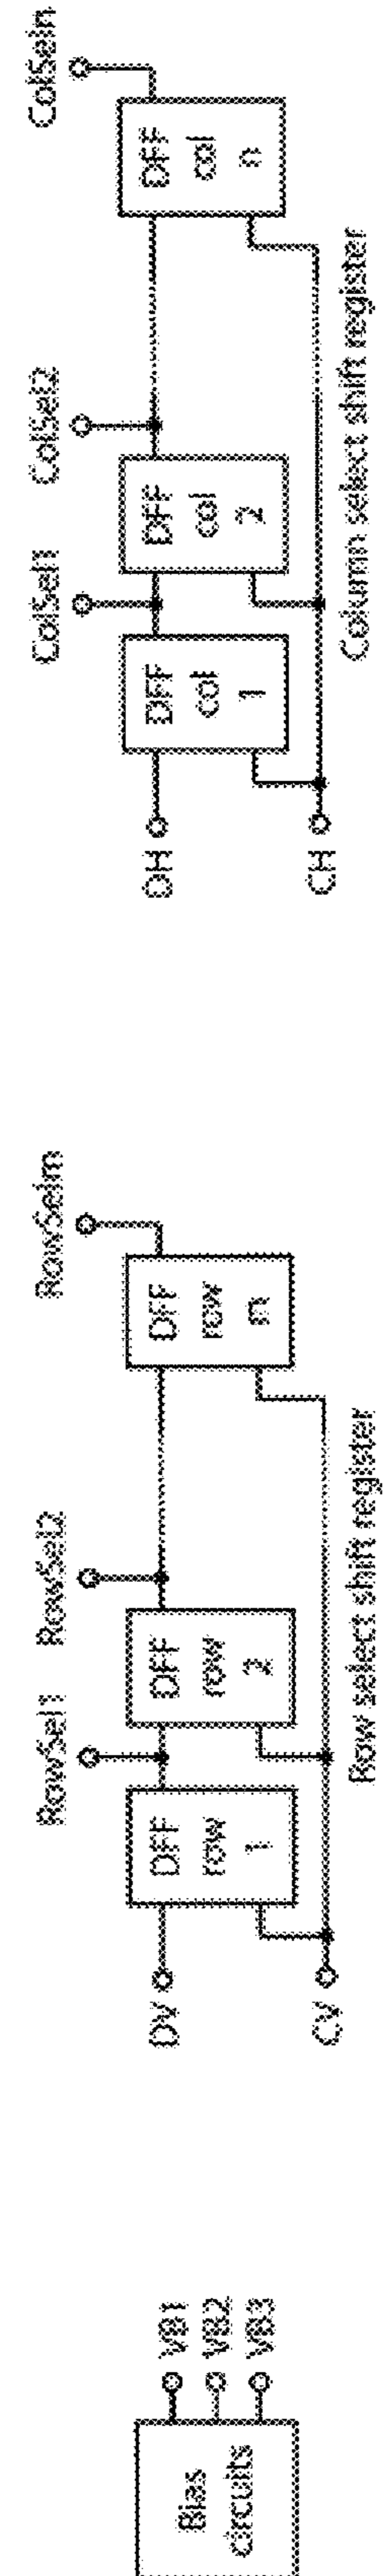 Bias
circuits
VB1
VB2
VB3
RowSel1
RowSel2
RowSelm
DV
DFF
row
1
DFF
row
2
DFF
row
m
CV
Row select shift register
ColSel1
ColSel2
ColSeln
DH
DFF
col
1
DFF
col
2
DFF
col
n
CH
Column select shift register